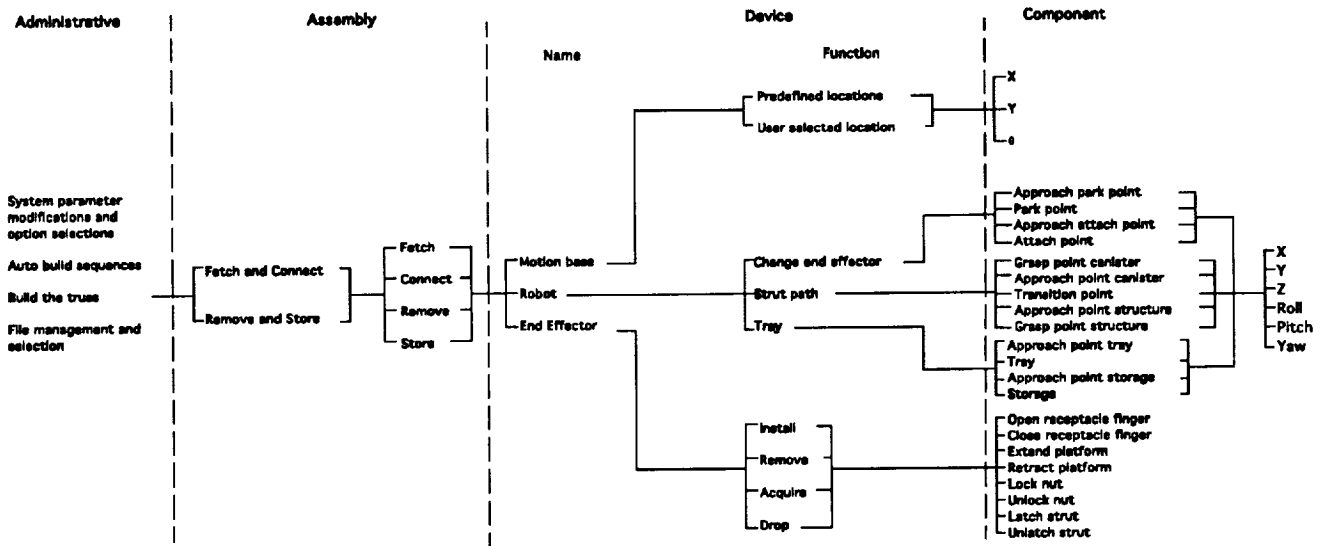 Administrative
Assembly
Device
Component
Name
Function
System parameter
modifications and
option selections
Auto build sequences
Build the truss
File management and
selection
Fetch and Connect
Remove and Store
Fetch
Connect
Remove
Store
Motion base
Robot
End Effector
Predefined locations
User selected location
Change end effector
Strut path
Tray
Install
Remove
Acquire
Drop
X
Y
θ
Approach park point
Park point
Approach attach point
Attach point
Grasp point canister
Approach point canister
Transition point
Approach point structure
Grasp point structure
Approach point tray
Tray
Approach point storage
Storage
Open receptacle finger
Close receptacle finger
Extend platform
Retract platform
Lock nut
Unlock nut
Latch strut
Unlatch strut
X
Y
Z
Roll
Pitch
Yaw